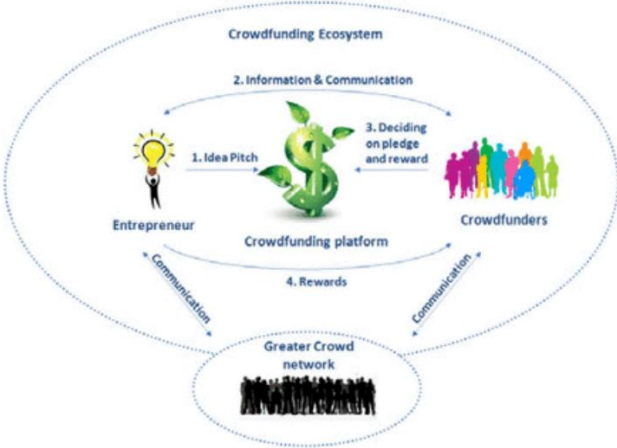 Crowdfunding Ecosystem
2. Information & Communication
3. Deciding
on pledge
and reward
1. Idea Pitch
Entrepreneur
Crowdfunders
Crowdfunding platform
4. Rewards
Communication
Communication
Greater Crowd
network